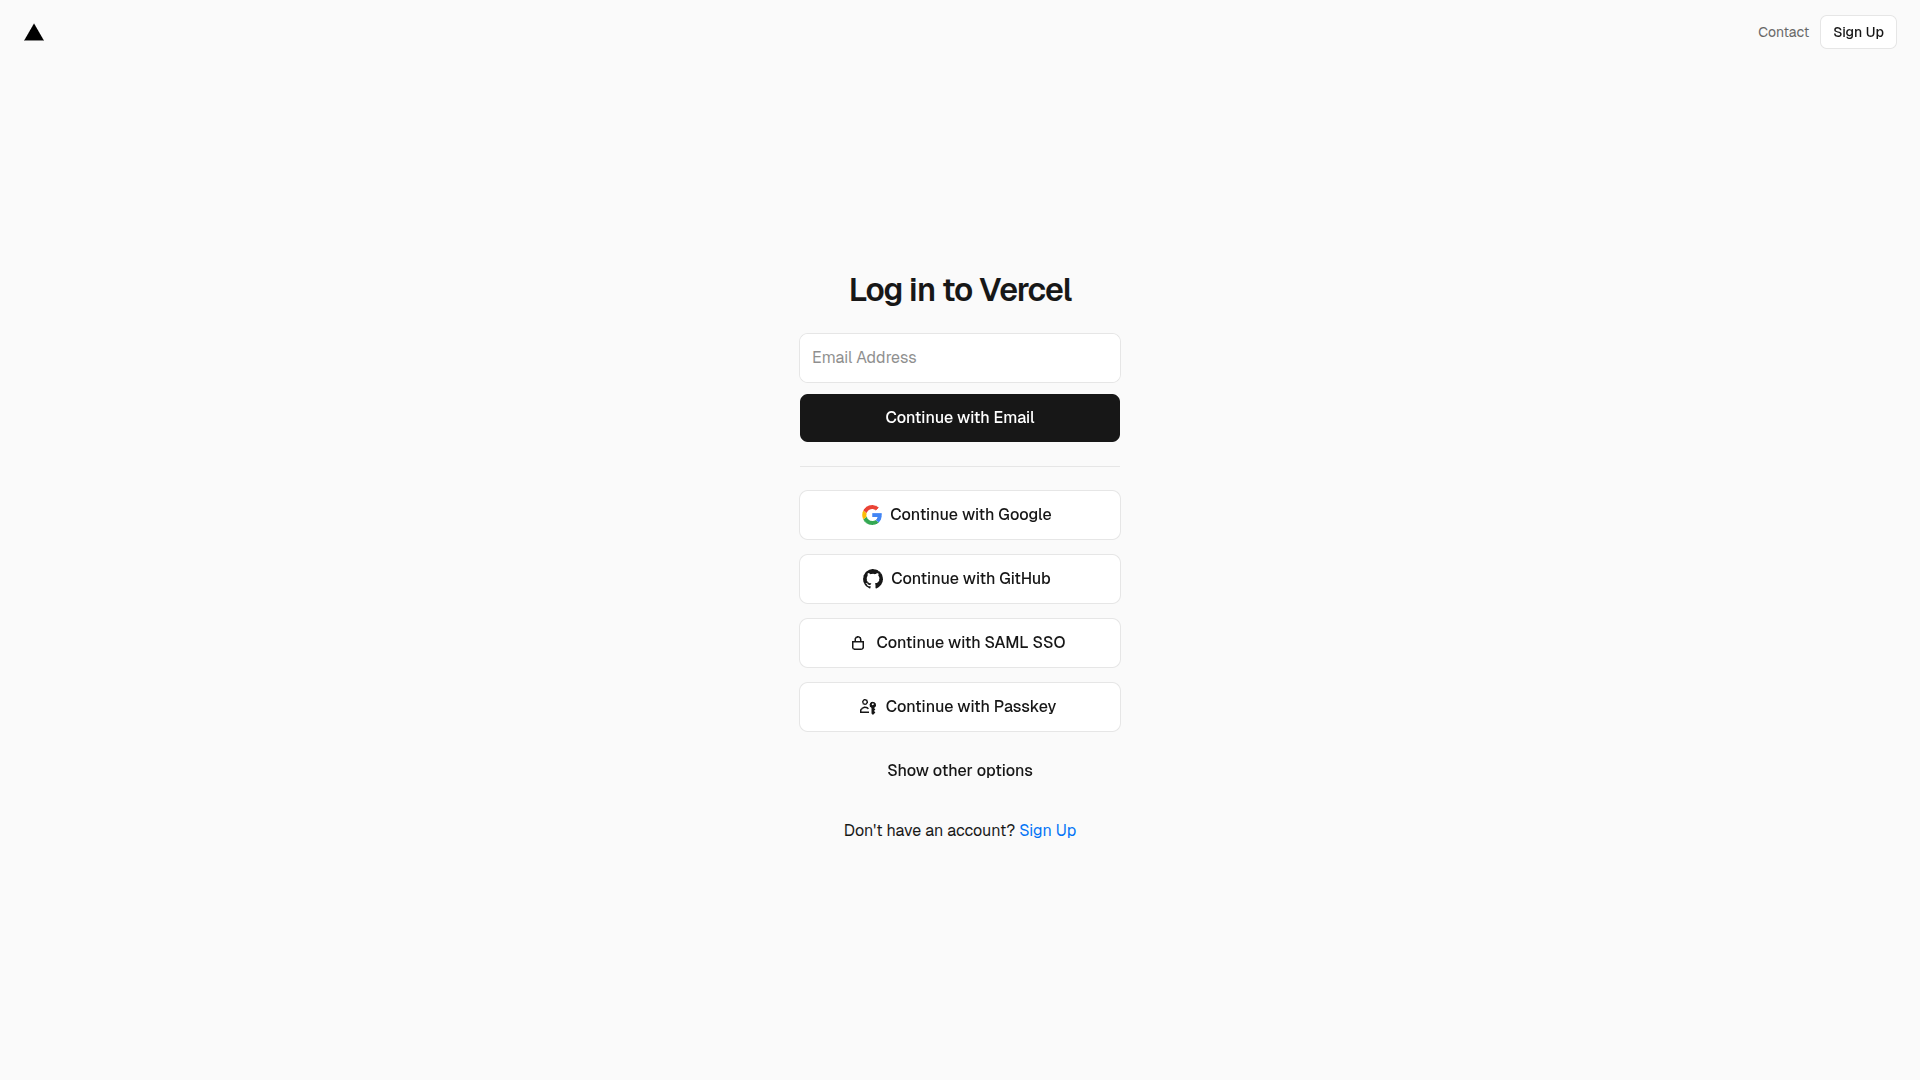 Contact
Sign Up
Log in to Vercel
Email Address
Continue with Email
Continue with Google
Continue with GitHub
Continue with SAML SSO
Continue with Passkey
Show other options
Don't have an account? Sign Up